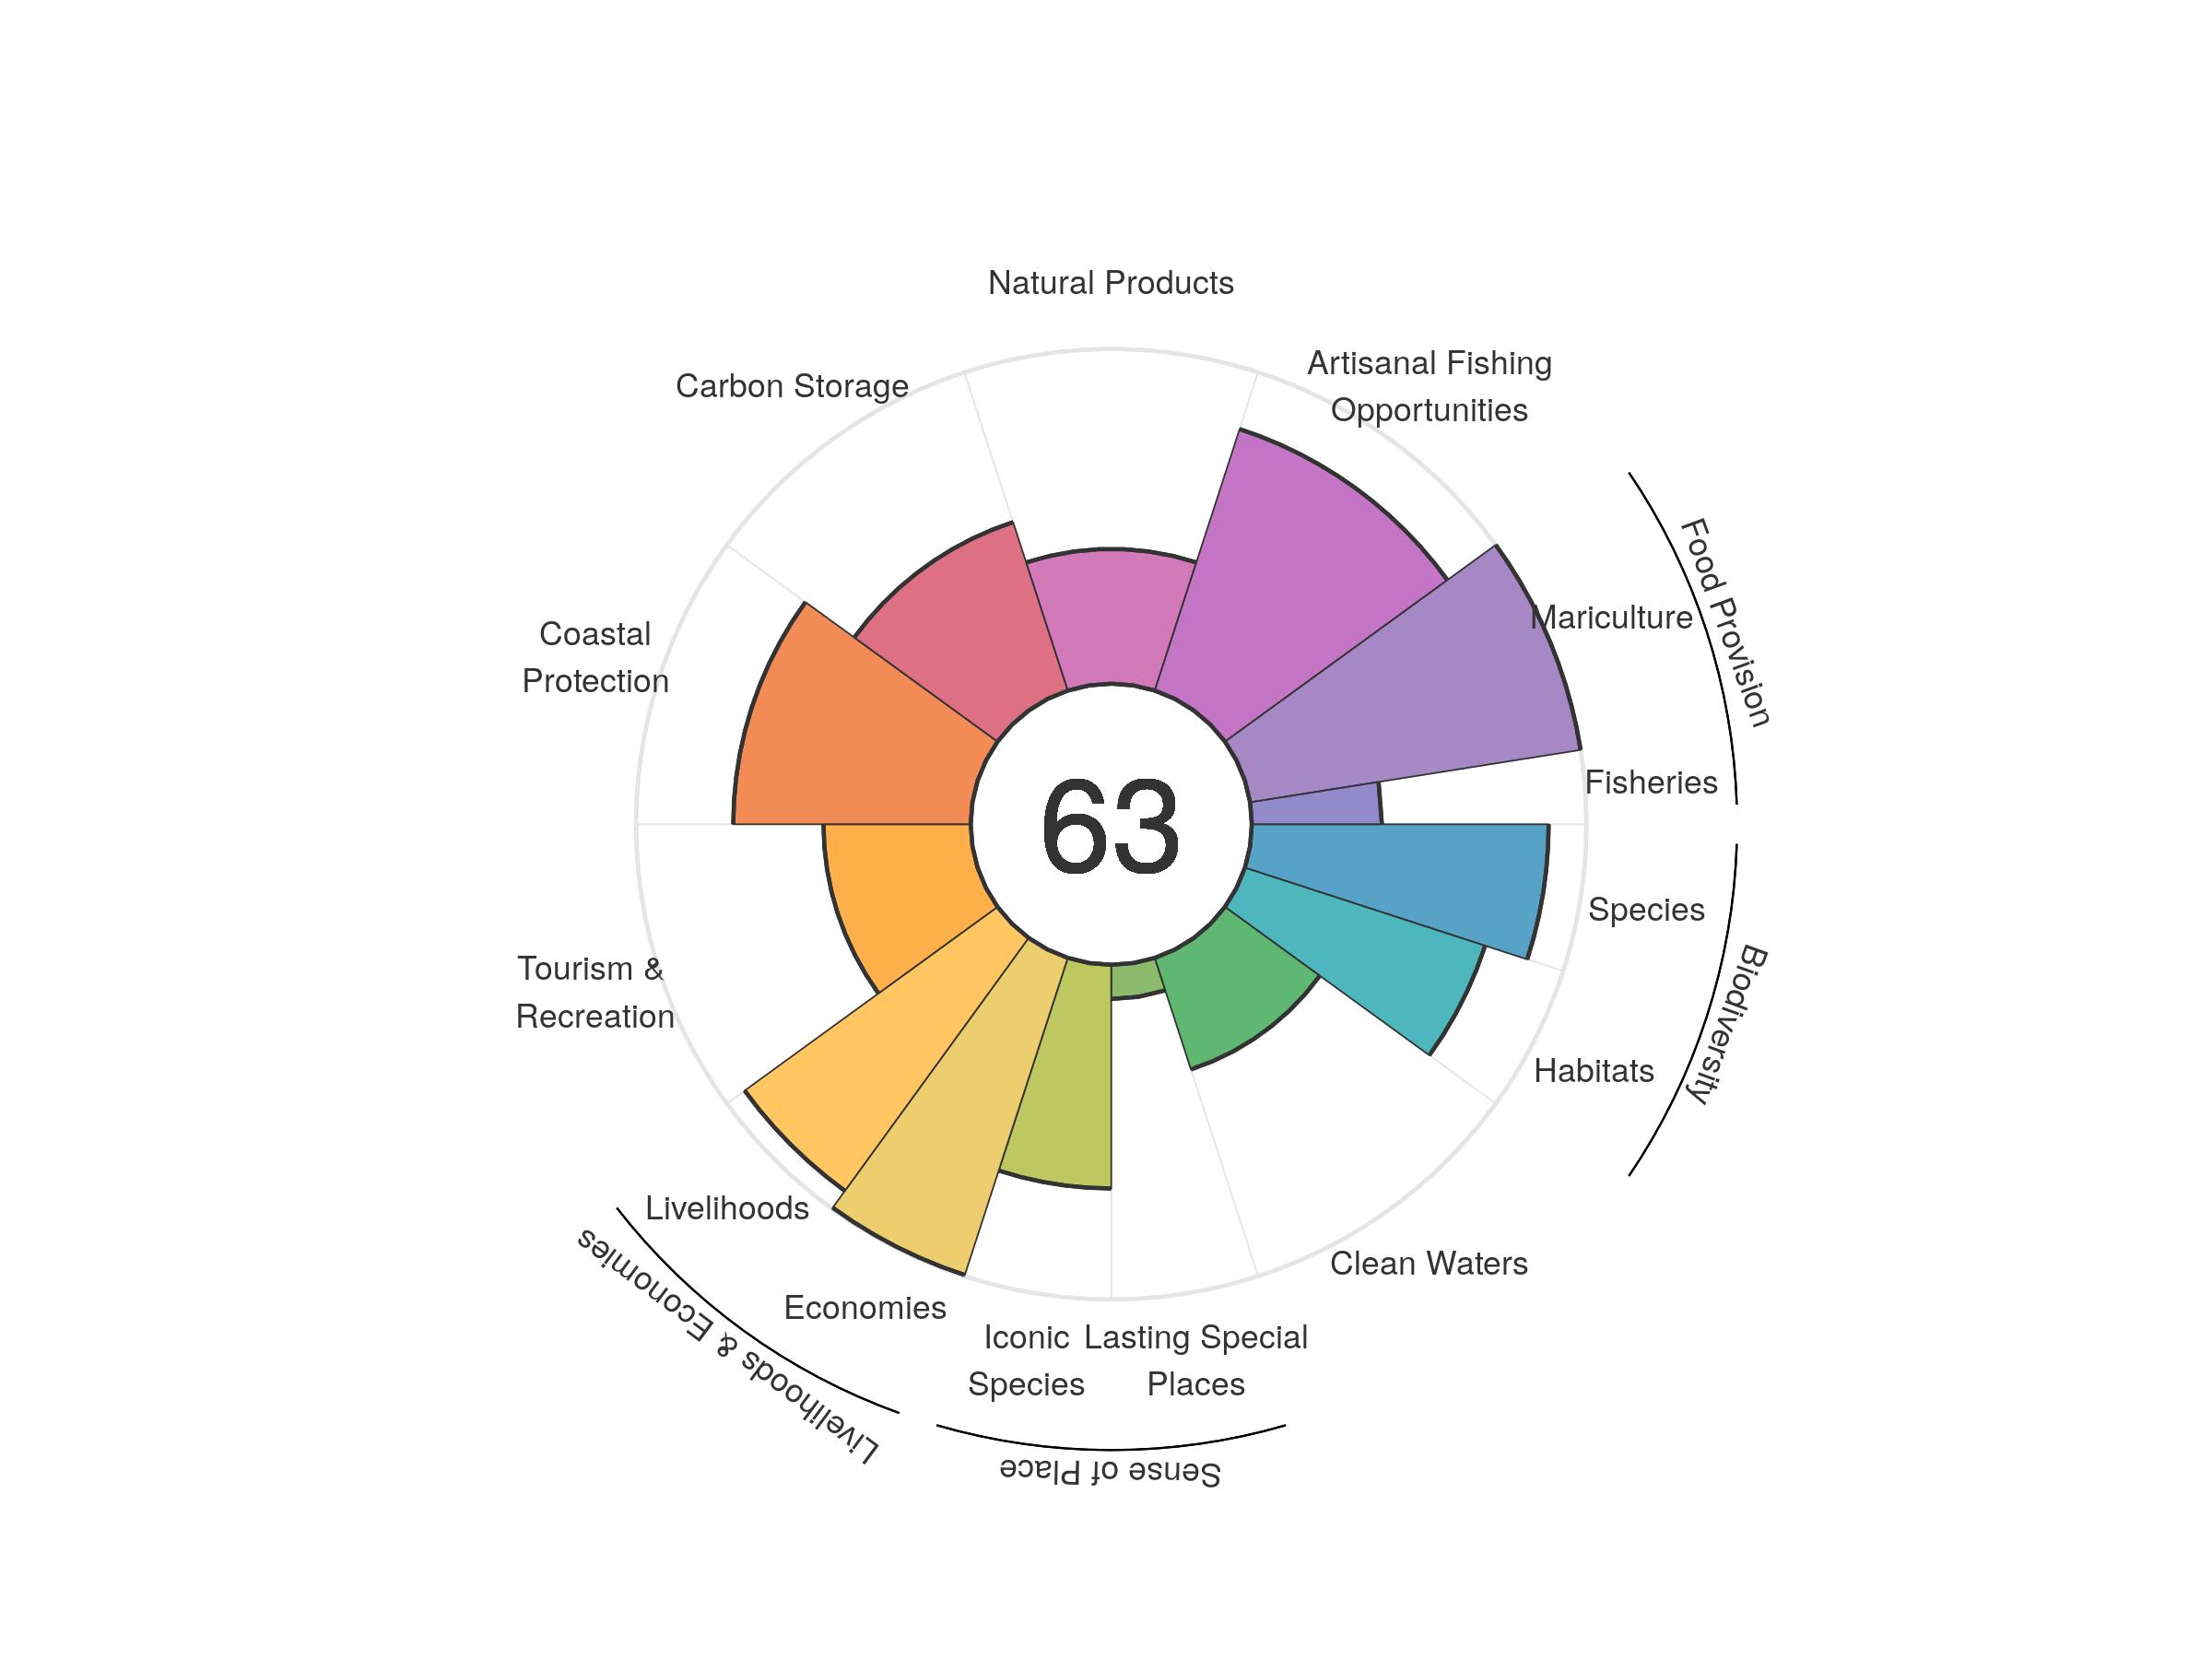 Natural Products
Artisanal Fishing
Opportunities
Carbon Storage
Food Provision
Mariculture
Coastal
Protection
Fisheries
63
Species
Biodiversity
Tourism &
Recreation
Habitats
Livelihoods
Clean Waters
Livelihoods & Economies
Economies
Iconic
Species
Lasting Special
Places
Sense of Place